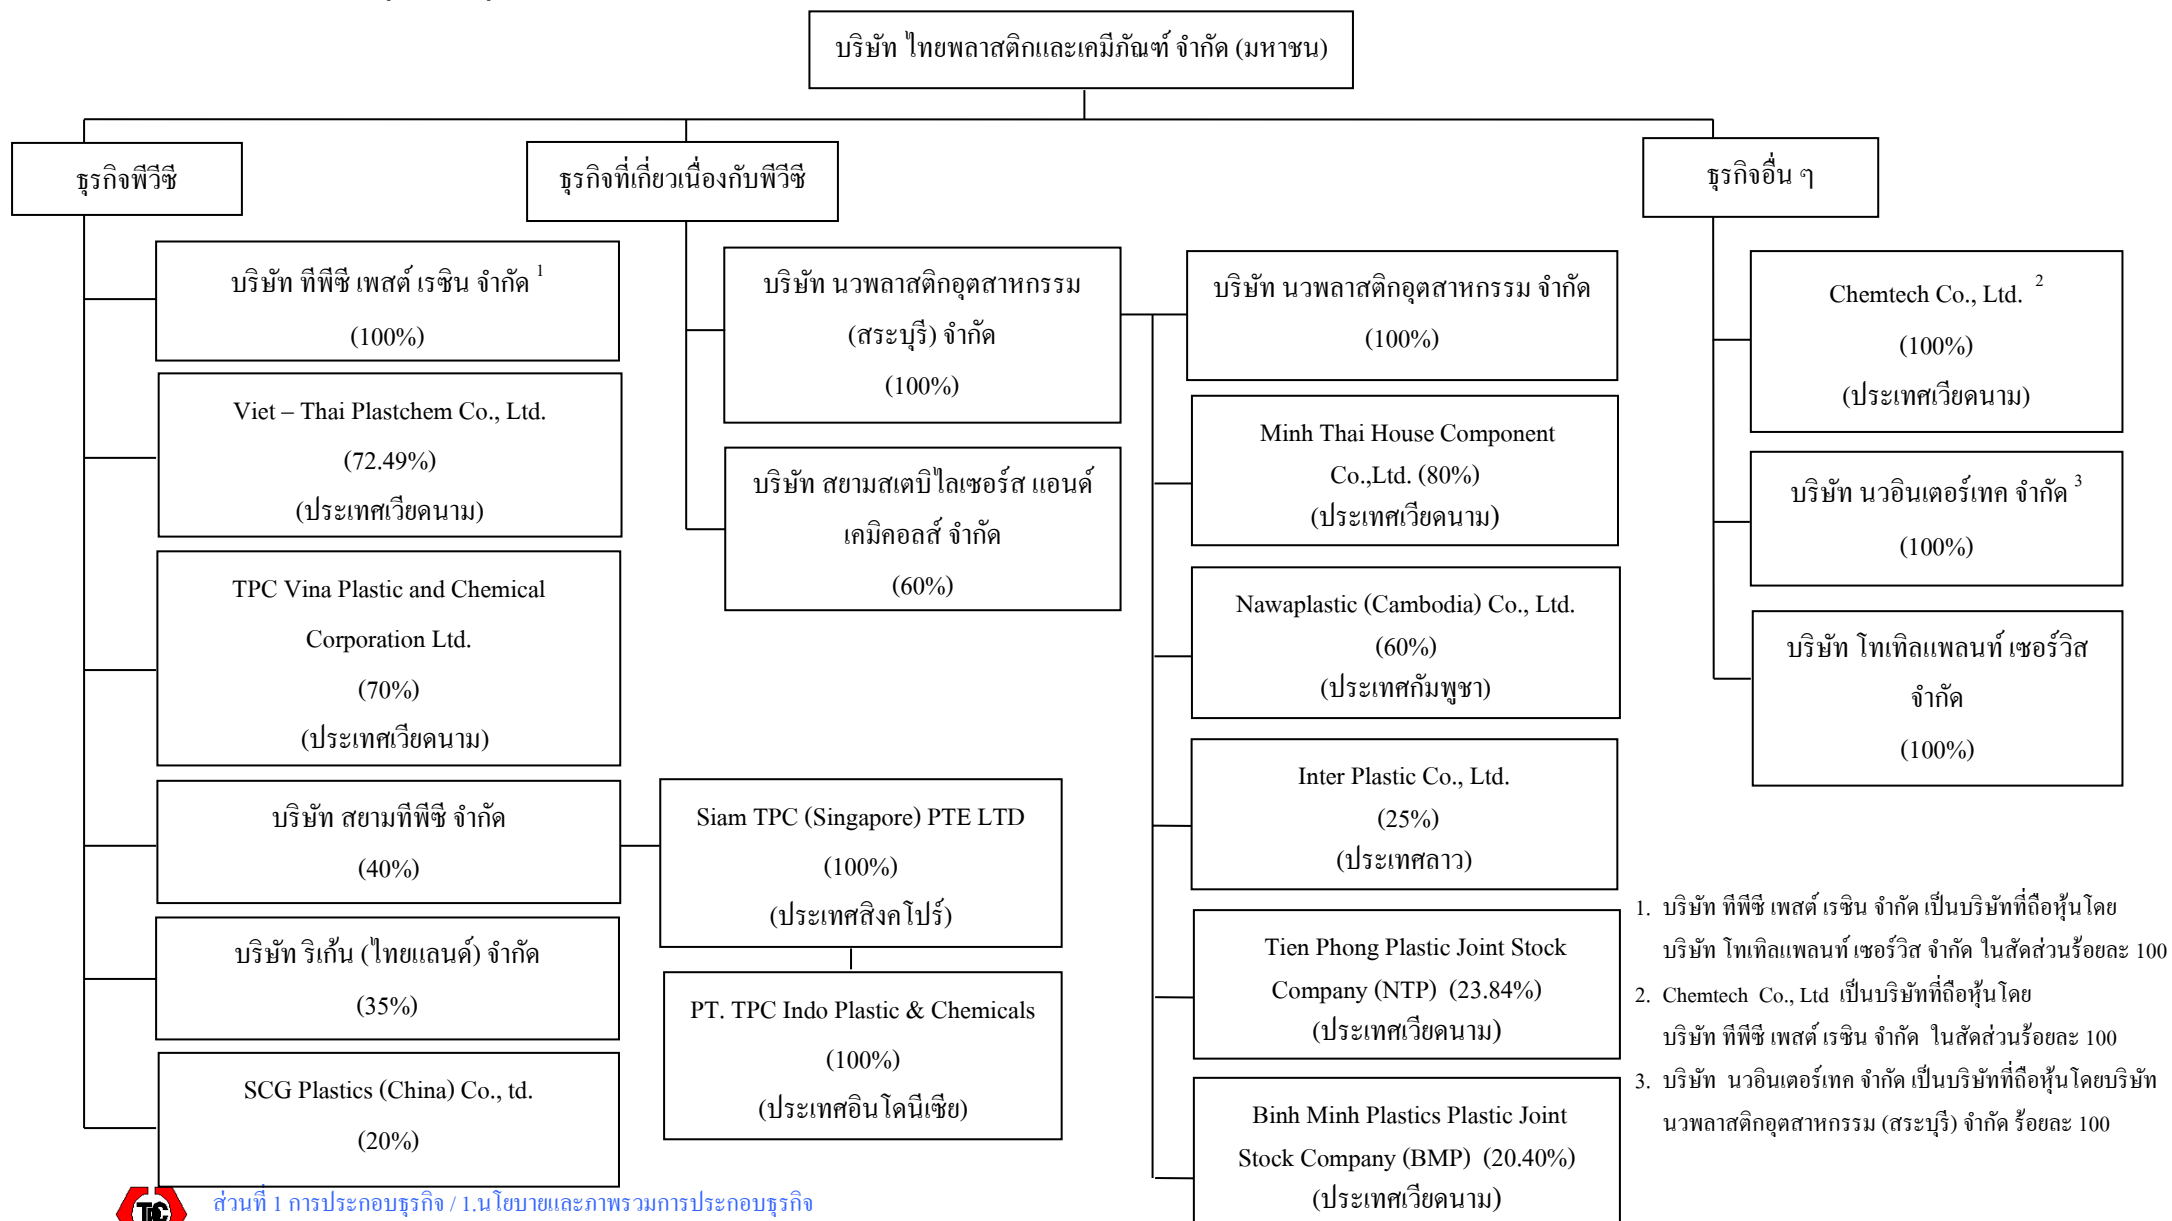 บริษัท ไทยพลาสติกและเคมีภัณฑ์ จำกัด (มหาชน)
ธุรกิจพีวีซี
บริษัท ทีพีซี เพสต์ เรซิน จำกัด 1
(100%)
Viet – Thai Plastchem Co., Ltd.
(72.49%)
(ประเทศเวียดนาม)
TPC Vina Plastic and Chemical
Corporation Ltd.
(70%)
(ประเทศเวียดนาม)
บริษัท สยามทีพีซี จำกัด
(40%)
Siam TPC (Singapore) PTE LTD
(100%)
(ประเทศสิงคโปร์)
PT. TPC Indo Plastic & Chemicals
(100%)
(ประเทศอินโดนีเซีย)
บริษัท ริเก้น (ไทยแลนด์) จำกัด
(35%)
SCG Plastics (China) Co., td.
(20%)
ธุรกิจที่เกี่ยวเนื่องกับพีวีซี
บริษัท นวพลาสติกอุตสาหกรรม
(สระบุรี) จำกัด
(100%)
บริษัท สยามสเตบิไลเซอร์ส แอนด์
เคมิคอลส์ จำกัด
(60%)
บริษัท นวพลาสติกอุตสาหกรรม จำกัด
(100%)
Minh Thai House Component
Co.,Ltd. (80%)
(ประเทศเวียดนาม)
Nawaplastic (Cambodia) Co., Ltd.
(60%)
(ประเทศกัมพูชา)
Inter Plastic Co., Ltd.
(25%)
(ประเทศลาว)
Tien Phong Plastic Joint Stock
Company (NTP) (23.84%)
(ประเทศเวียดนาม)
Binh Minh Plastics Plastic Joint
Stock Company (BMP) (20.40%)
(ประเทศเวียดนาม)
ธุรกิจอื่น ๆ
Chemtech Co., Ltd. 2
(100%)
(ประเทศเวียดนาม)
บริษัท นวอินเตอร์เทค จำกัด 3
(100%)
บริษัท โทเทิลแพลนท์ เซอร์วิส
จำกัด
(100%)
1. บริษัท ทีพีซี เพสต์ เรซิน จำกัด เป็นบริษัทที่ถือหุ้นโดย
บริษัท โทเทิลแพลนท์ เซอร์วิส จำกัด ในสัดส่วนร้อยละ 100
2. Chemtech Co., Ltd เป็นบริษัทที่ถือหุ้นโดย
บริษัท ทีพีซี เพสต์ เรซิน จำกัด ในสัดส่วนร้อยละ 100
3. บริษัท นวอินเตอร์เทค จำกัด เป็นบริษัทที่ถือหุ้นโดยบริษัท
นวพลาสติกอุตสาหกรรม (สระบุรี) จำกัด ร้อยละ 100
TPC
ส่วนที่ 1 การประกอบธุรกิจ / 1.นโยบายและภาพรวมการประกอบธุรกิจ